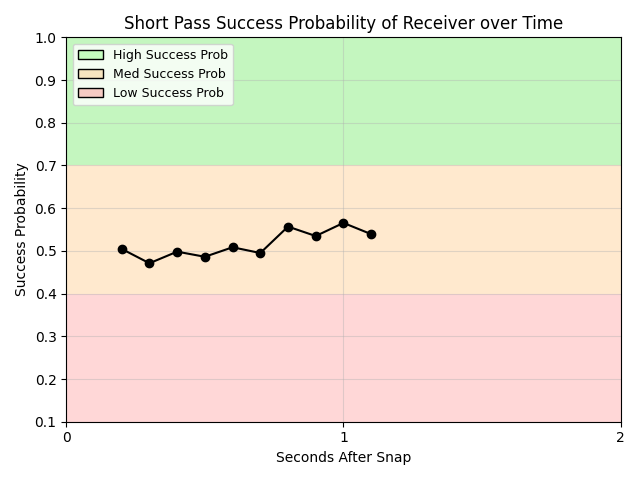 Short Pass Success Probability of Receiver over Time
1.0
High Success Prob
Med Success Prob
Low Success Prob
0.9
0.8
0.7
0.6
0.5
0.4
0.3
0.2
0.1
Success Probability
0
1
2
Seconds After Snap